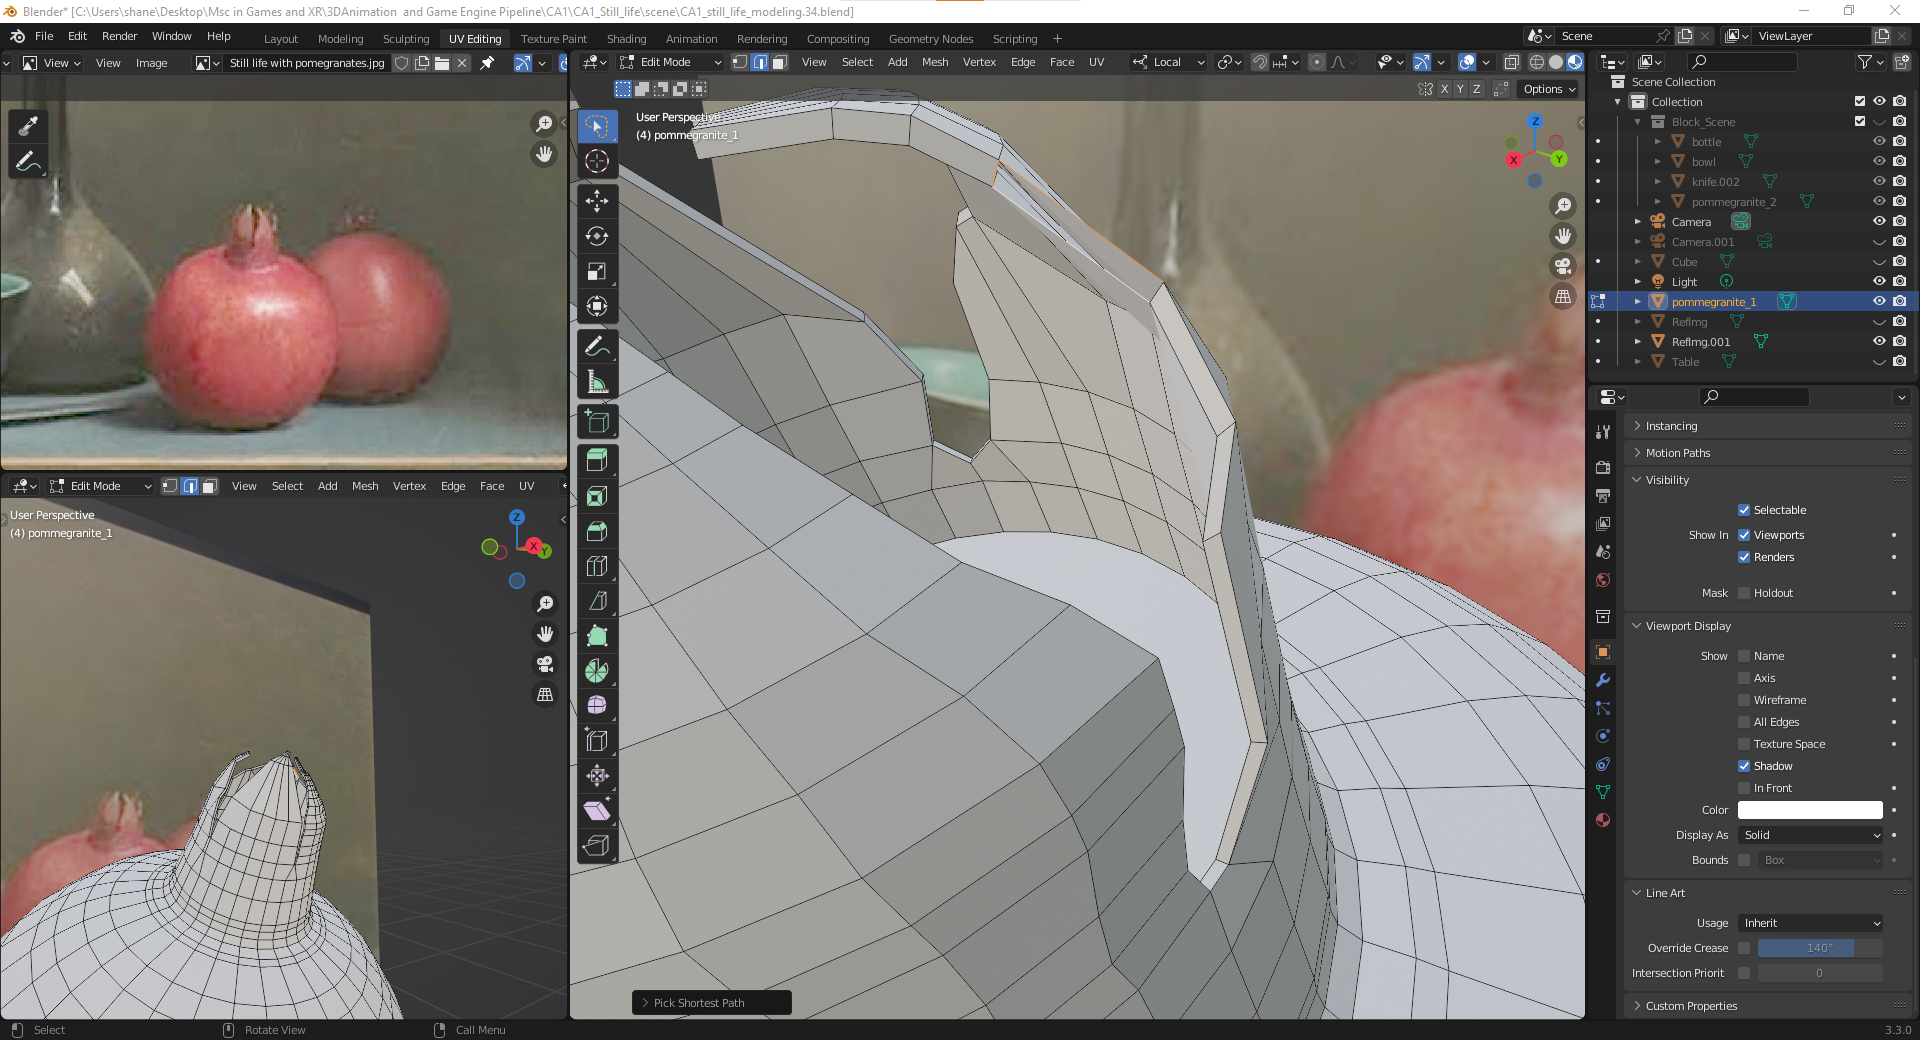 Blender* [C:\Users\shane\Desktop\Msc in Games and XR\3DAnimation  and Game Engine Pipeline\CA1\CA1_Still_life\scene\CA1_still_life_modeling.34.blend]
File Edit Render Window Help Layout Modeling Sculpting UV Editing Texture Paint Shading Animation Rendering Compositing Geometry Nodes Scripting + Scene ViewLayer
View View Image Still life with pomegranates.jpg
Edit Mode View Select Add Mesh Vertex Edge Face UV Local
X Y Z Options
User Perspective
(4) pommegranite_1
Z
X
Y
Edit Mode View Select Add Mesh Vertex Edge Face UV
User Perspective
(4) pommegranite_1
Z
X
Y
Pick Shortest Path
Scene Collection
Collection
Block_Scene
bottle
bowl
knife.002
pommegranite_2
Camera
Camera.001
Cube
Light
pommegranite_1
RefImg
RefImg.001
Table
Instancing
Motion Paths
Visibility
Selectable
Show In Viewports
Renders
Mask Holdout
Viewport Display
Show Name
Axis
Wireframe
All Edges
Texture Space
Shadow
In Front
Color
Display As Solid
Bounds Box
Line Art
Usage Inherit
Override Crease 140°
Intersection Priorit 0
Custom Properties
Select Rotate View Call Menu 3.3.0